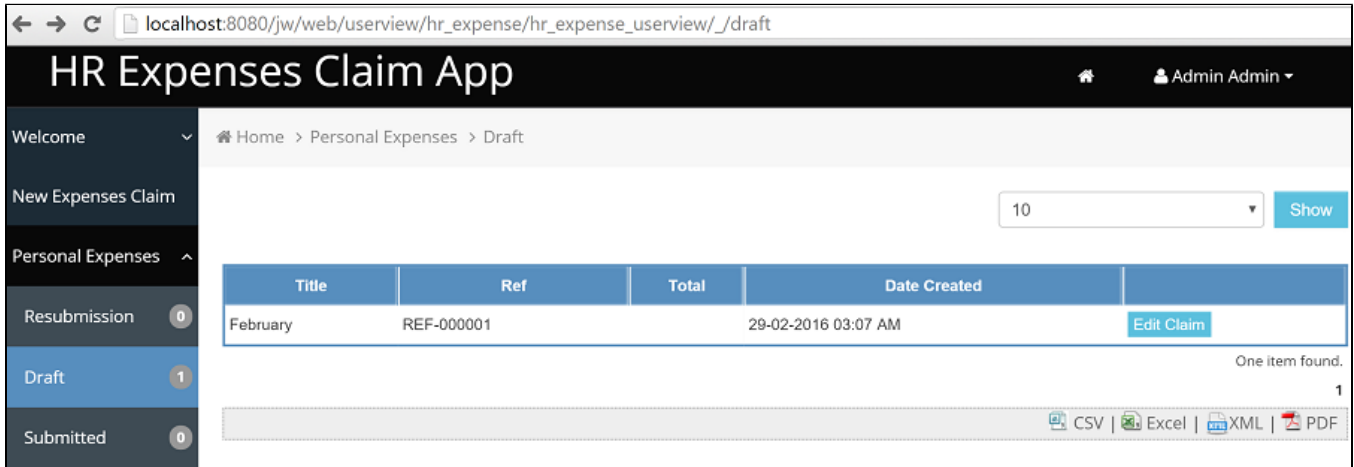 localhost:8080/jw/web/userview/hr_expense/hr_expense_userview/_/draft
HR Expenses Claim App
Admin Admin
Welcome
Home > Personal Expenses > Draft
New Expenses Claim
10
Show
Personal Expenses
Title Ref Total Date Created
Resubmission 0
February REF-000001 29-02-2016 03:07 AM Edit Claim
One item found.
Draft 1
1
CSV | Excel | XML | PDF
Submitted 0